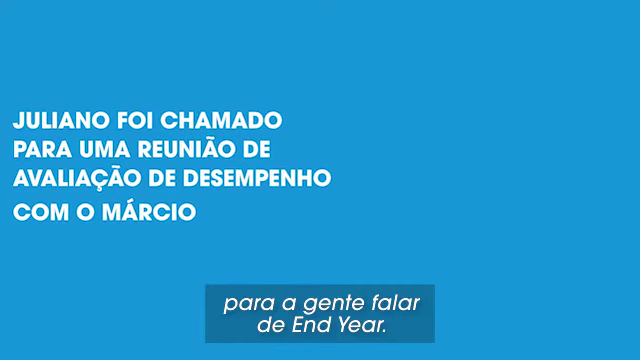 JULIANO FOI CHAMADO
PARA UMA REUNIÃO DE
AVALIAÇÃO DE DESEMPENHO
COM O MÁRCIO
para a gente falar
de End Year.